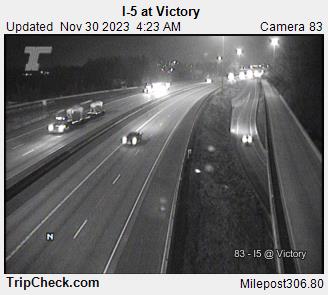 I-5 at Victory
Updated Nov 30 2023 4:23 AM Camera 83
N
83 - I5 @ Victory
TripCheck.com Milepost306.80